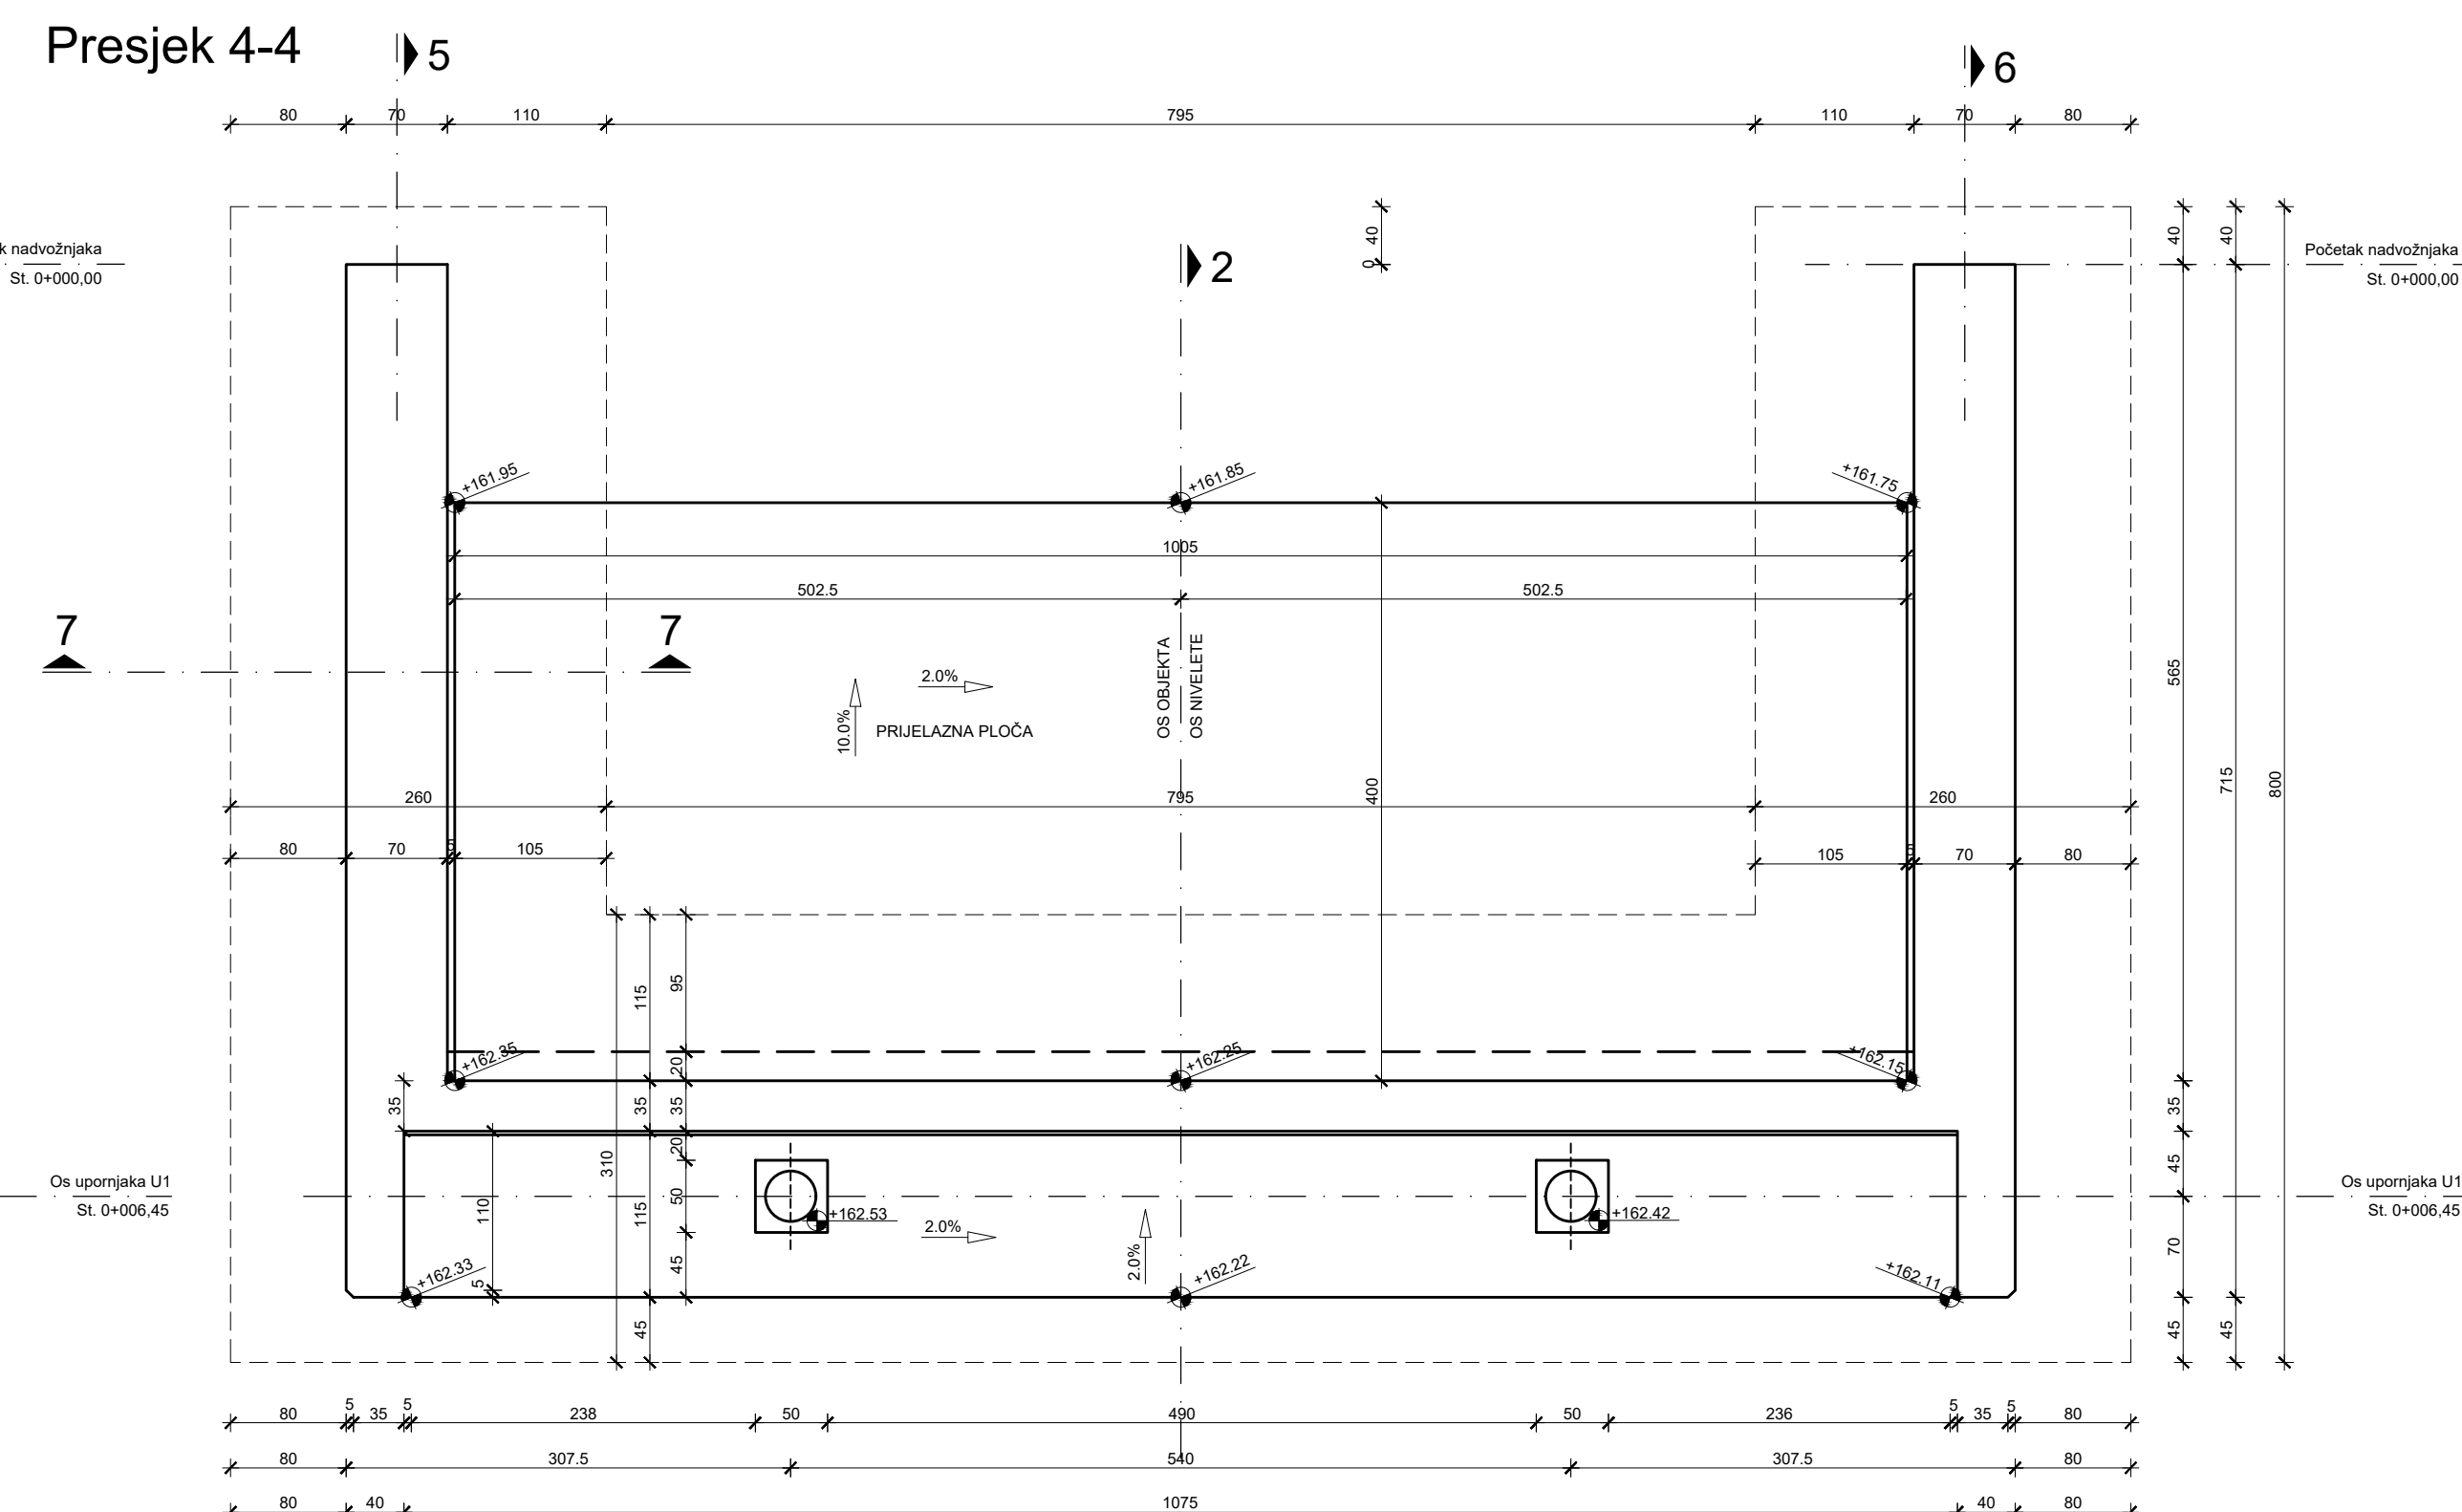 Presjek 4-4
5
6
80 70 110 795 110 70 80
k nadvožnjaka
St. 0+000,00
40
0
2
40
40
Početak nadvožnjaka
St. 0+000,00
+161.95
+161.85
+161.75
1005
502.5 502.5
7
7
OS OBJEKTA
OS NIVELETE
2.0%
10.0%
PRIJELAZNA PLOČA
565
715
800
400
260 795 260
80 70 5 105
105 5 70 80
115
95
20
+162.35
+162.25
+162.15
35
35
35
35
20
310
110
115
50
45
5
45
45
70
45
45
Os upornjaka U1
St. 0+006,45
Os upornjaka U1
St. 0+006,45
+162.53
+162.42
2.0%
2.0%
+162.33
+162.22
+162.11
80 5 35 5 238 50 490 50 236 5 35 5 80
80 307.5 540 307.5 80
80 40 1075 40 80